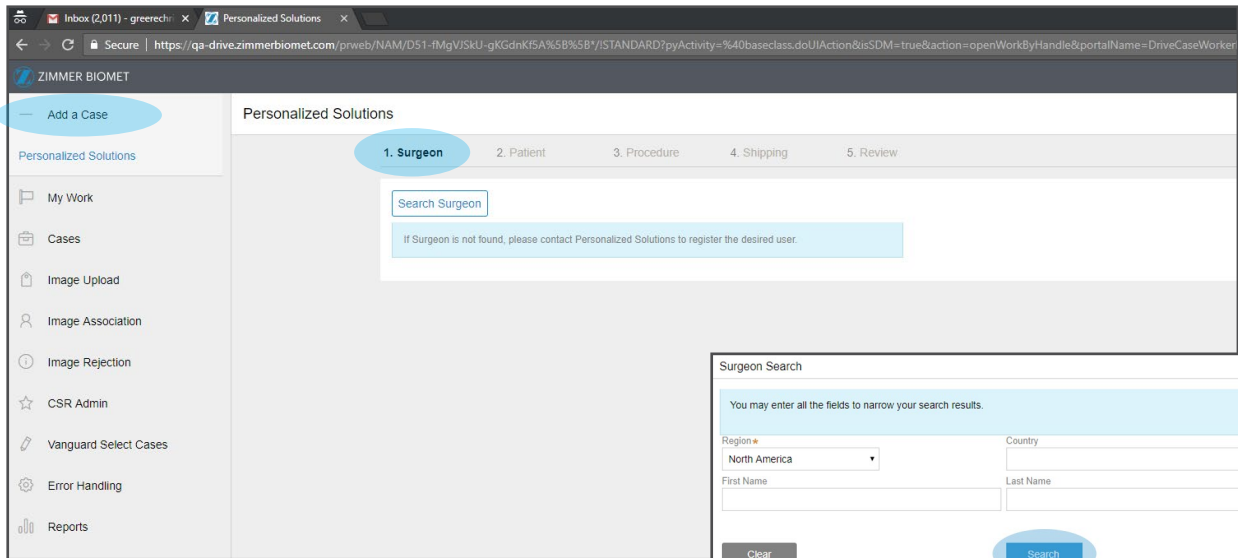 Inbox (2,011) - greerechri
Personalized Solutions
Secure | https://qa-drive.zimmerbiomet.com/prweb/NAM/D51-fMgVJSkU-gKGdnKf5A%5B%5B*/!STANDARD?pyActivity=%40baseclass.doUIAction&isSDM=true&action=openWorkByHandle&portalName=DriveCaseWorker
ZIMMER BIOMET
Add a Case
Personalized Solutions
Personalized Solutions
1. Surgeon 2. Patient 3. Procedure 4. Shipping 5. Review
Search Surgeon
If Surgeon is not found, please contact Personalized Solutions to register the desired user.
My Work
Cases
Image Upload
Image Association
Image Rejection
CSR Admin
Vanguard Select Cases
Error Handling
Reports
Surgeon Search
You may enter all the fields to narrow your search results.
Region★ Country
North America
First Name Last Name
Clear Search